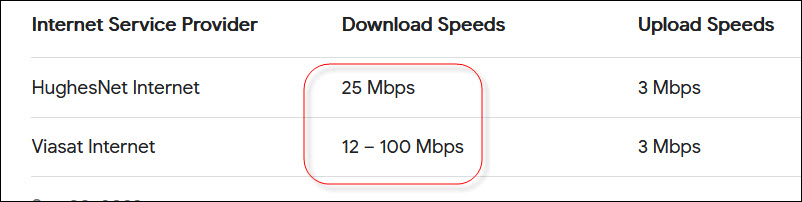 Internet Service Provider Download Speeds Upload Speeds
HughesNet Internet 25 Mbps 3 Mbps
Viasat Internet 12 – 100 Mbps 3 Mbps